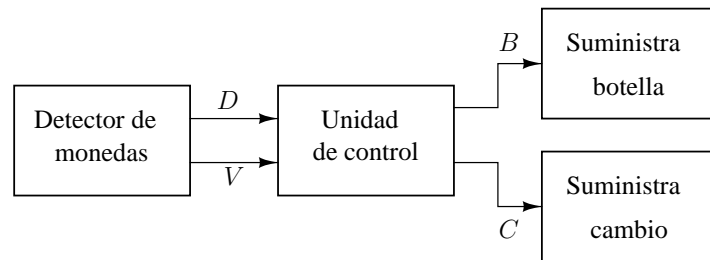 Detector de
monedas
D
V
Unidad
de control
B
C
Suministra
botella
Suministra
cambio